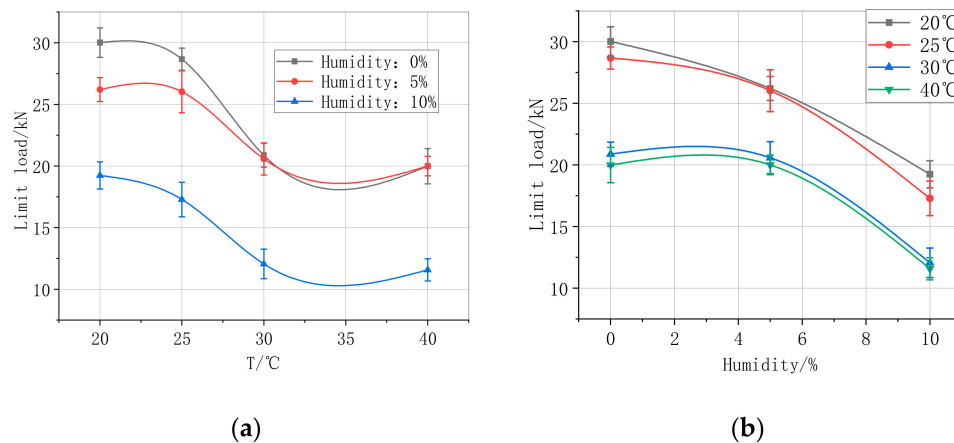 30
25
20
15
10
Limit load/kN
20
25
30
35
40
T/℃
Humidity: 0%
Humidity: 5%
Humidity: 10%
(a)
30
25
20
15
10
Limit load/kN
0
2
4
6
8
10
Humidity/%
20℃
25℃
30℃
40℃
(b)